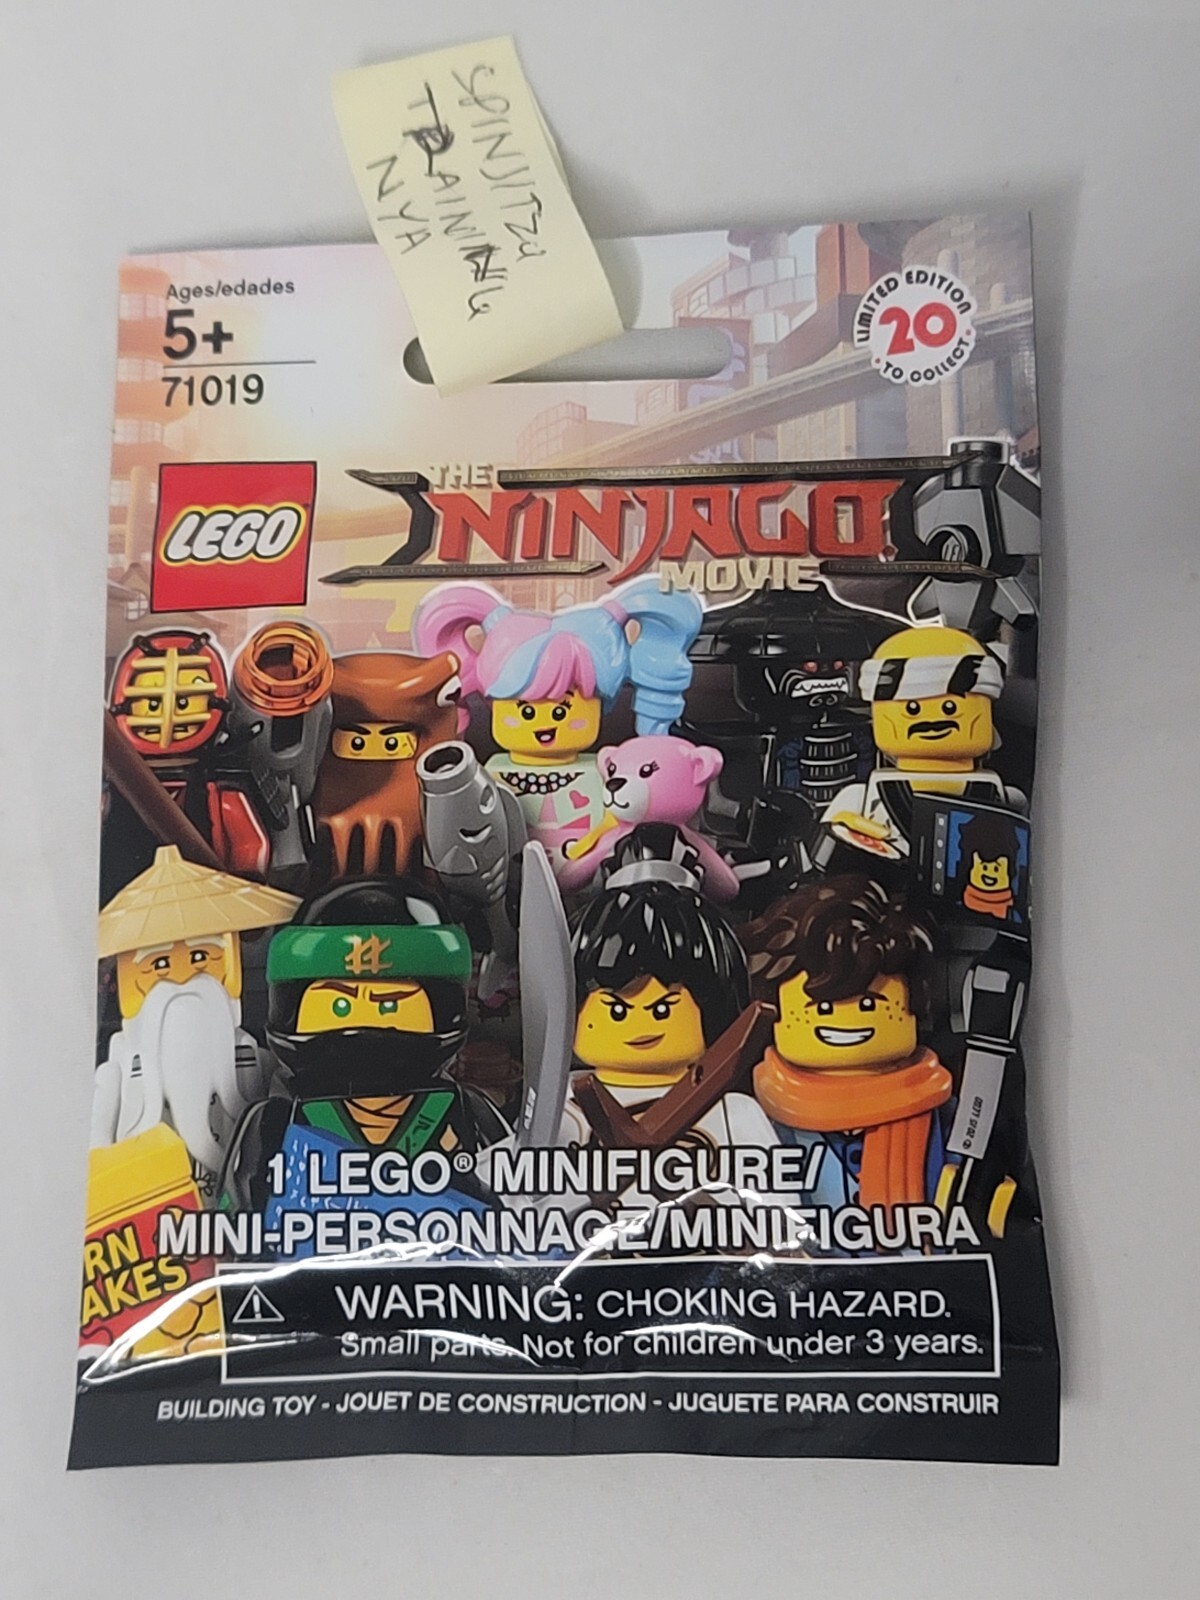 SPINJITZU
TRAINING
NYA
Ages/edades
5+
71019
LIMITED EDITION
20
TO COLLECT
LEGO
THE
NINJAGO
MOVIE
1 LEGO® MINIFIGURE/
MINI-PERSONNAGE/MINIFIGURA
RN
AKES
WARNING: CHOKING HAZARD.
Small parts. Not for children under 3 years.
BUILDING TOY - JOUET DE CONSTRUCTION - JUGUETE PARA CONSTRUIR